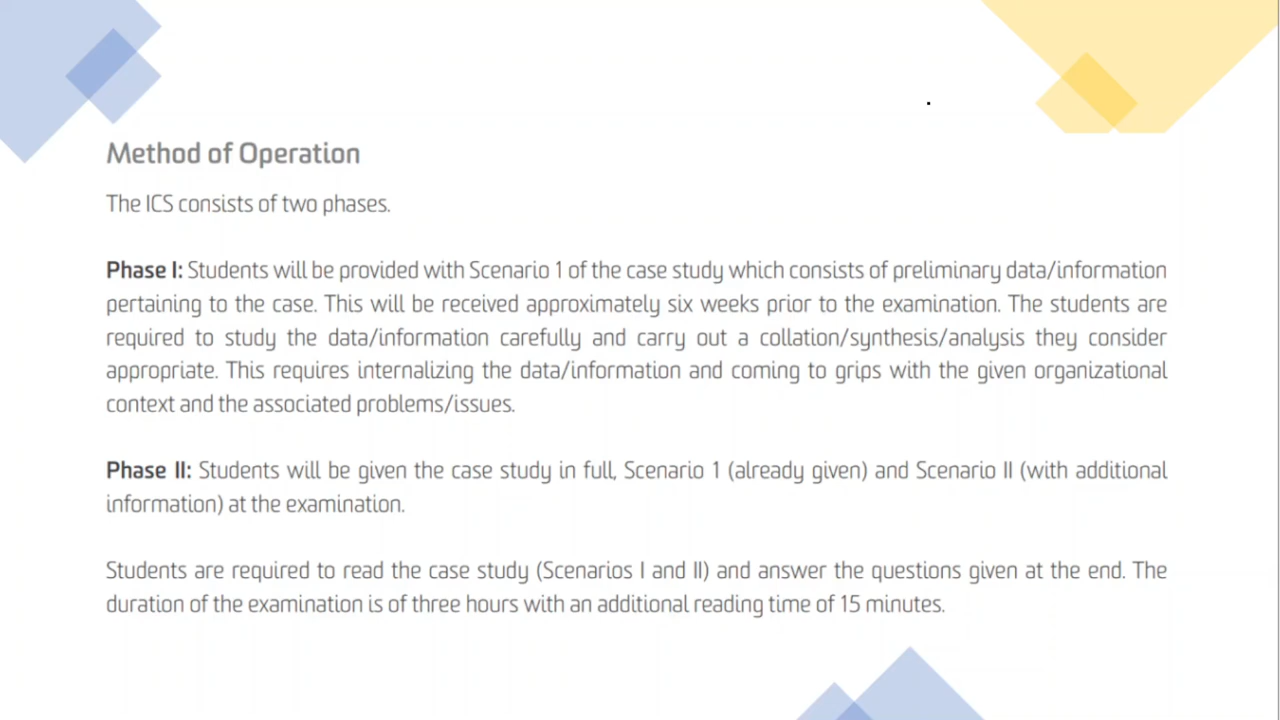 Method of Operation
The ICS consists of two phases.
Phase I: Students will be provided with Scenario 1 of the case study which consists of preliminary data/information
pertaining to the case. This will be received approximately six weeks prior to the examination. The students are
required to study the data/information carefully and carry out a collation/synthesis/analysis they consider
appropriate. This requires internalizing the data/information and coming to grips with the given organizational
context and the associated problems/issues.
Phase II: Students will be given the case study in full, Scenario 1 (already given) and Scenario II (with additional
information) at the examination.
Students are required to read the case study (Scenarios I and II) and answer the questions given at the end. The
duration of the examination is of three hours with an additional reading time of 15 minutes.